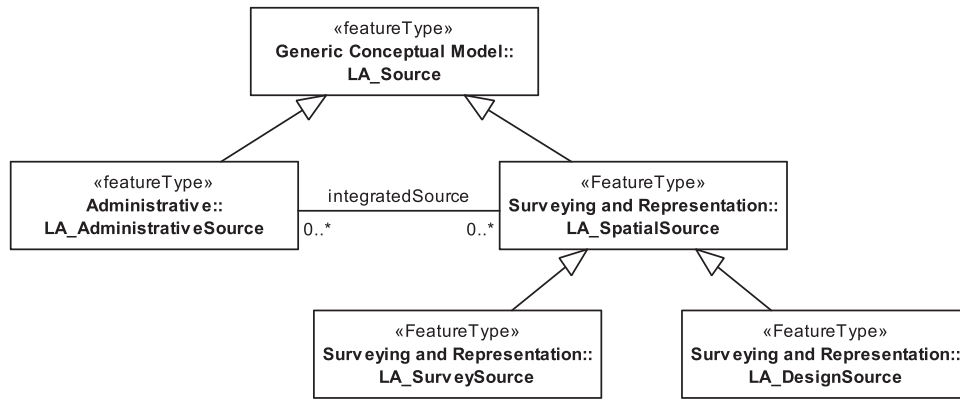 «featureType»
Generic Conceptual Model::
LA_Source
«featureType»
Administrative::
LA_AdministrativeSource
integratedSource
0..*
0..*
«FeatureType»
Surveying and Representation::
LA_SpatialSource
«FeatureType»
Surveying and Representation::
LA_SurveySource
«FeatureType»
Surveying and Representation::
LA_DesignSource